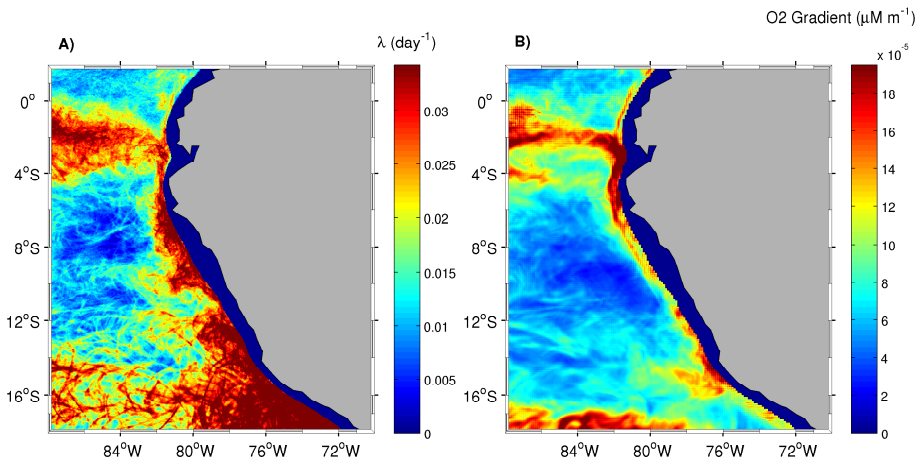 A)
λ (day⁻¹)
0°
4°S
8°S
12°S
16°S
84°W
80°W
76°W
72°W
0.03
0.025
0.02
0.015
0.01
0.005
0
B)
O2 Gradient (μM m⁻¹)
x 10⁻⁵
0°
4°S
8°S
12°S
16°S
84°W
80°W
76°W
72°W
18
16
14
12
10
8
6
4
2
0